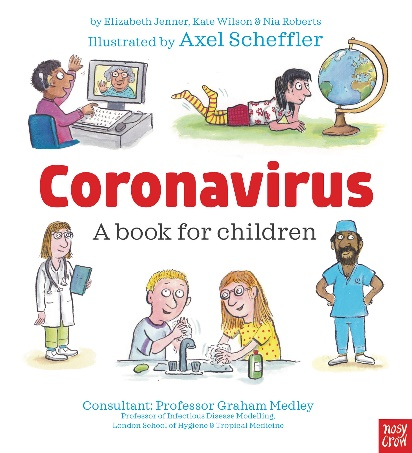 by Elizabeth Jenner, Kate Wilson & Nia Roberts
Illustrated by Axel Scheffler
Coronavirus
A book for children
Consultant: Professor Graham Medley
Professor of Infectious Disease Modelling,
London School of Hygiene & Tropical Medicine
nosy
crow